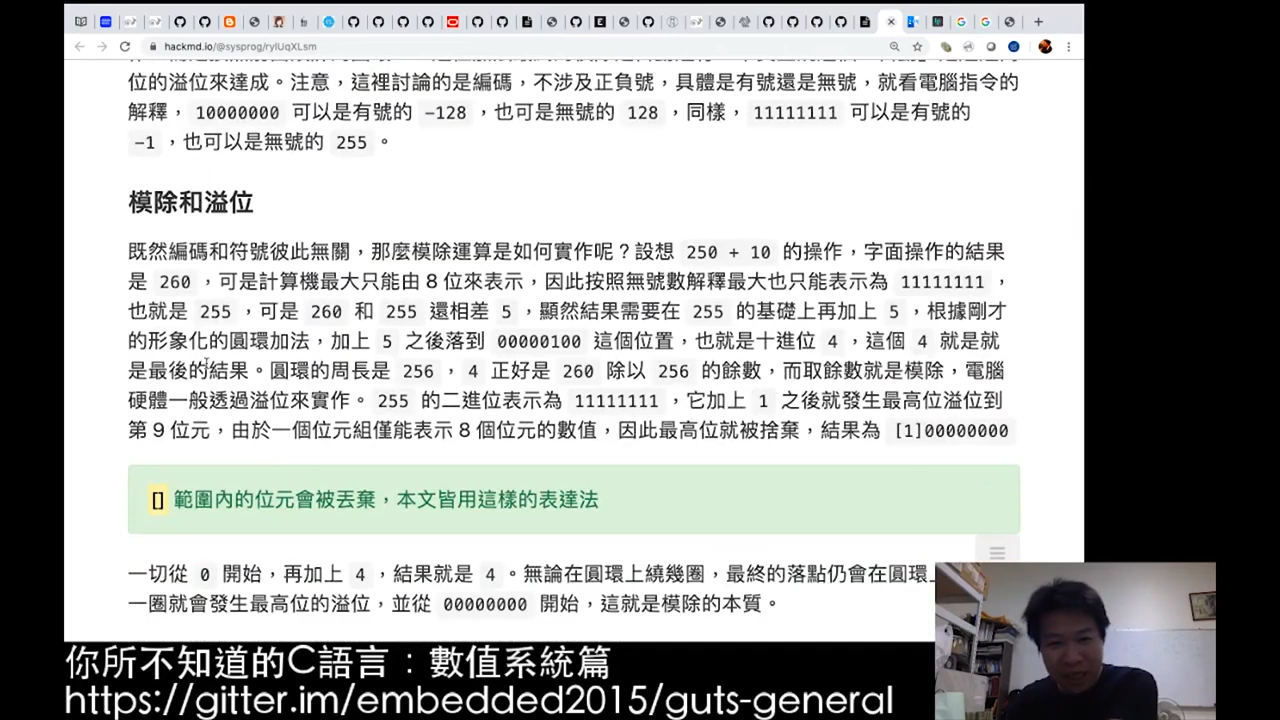 hackmd.io/@sysprog/rylUqXLsm
位的溢位來達成。注意，這裡討論的是編碼，不涉及正負號，具體是有號還是無號，就看電腦指令的
解釋， 10000000 可以是有號的 -128 ，也可是無號的 128 ，同樣， 11111111 可以是有號的
-1 ，也可以是無號的 255 。
模除和溢位
既然編碼和符號彼此無關，那麼模除運算是如何實作呢？設想 250 + 10 的操作，字面操作的結果
是 260 ，可是計算機最大只能由 8 位來表示，因此按照無號數解釋最大也只能表示為 11111111 ，
也就是 255 ，可是 260 和 255 還相差 5 ，顯然結果需要在 255 的基礎上再加上 5 ，根據剛才
的形象化的圓環加法，加上 5 之後落到 00000100 這個位置，也就是十進位 4 ，這個 4 就是就
是最後的結果。圓環的周長是 256 ， 4 正好是 260 除以 256 的餘數，而取餘數就是模除，電腦
硬體一般透過溢位來實作。 255 的二進位表示為 11111111 ，它加上 1 之後就發生最高位溢位到
第 9 位元，由於一個位元組僅能表示 8 個位元的數值，因此最高位就被捨棄，結果為 [1]00000000
[] 範圍內的位元會被丟棄，本文皆用這樣的表達法
一切從 0 開始，再加上 4 ，結果就是 4 。無論在圓環上繞幾圈，最終的落點仍會在圓環上
一圈就會發生最高位的溢位，並從 00000000 開始，這就是模除的本質。
你所不知道的C語言：數值系統篇
https://gitter.im/embedded2015/guts-general